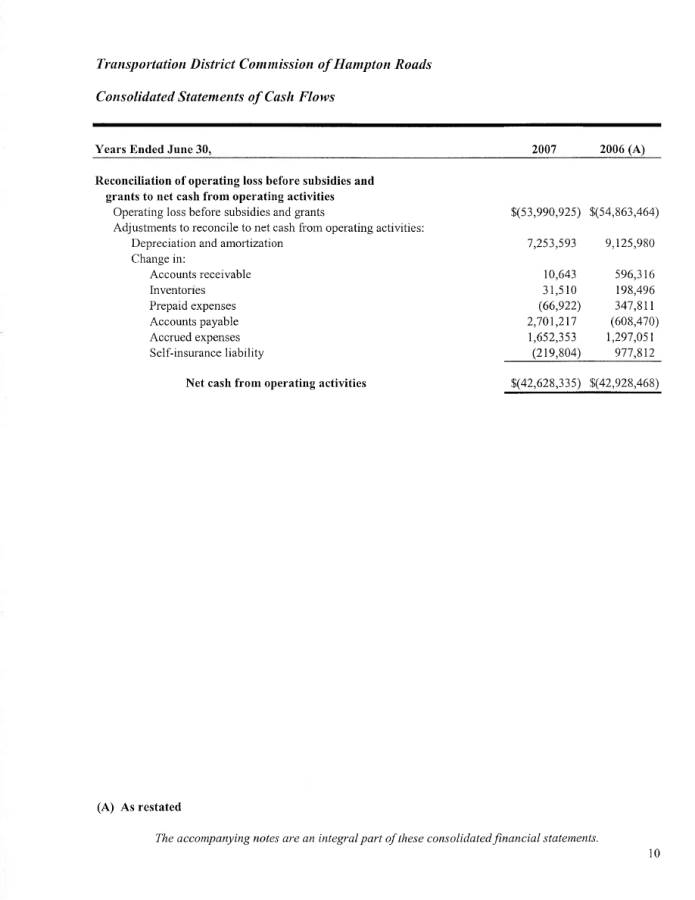 Transportation District Commission of Hampton Roads
Consolidated Statements of Cash Flows
Years Ended June 30, 2007 2006 (A)
Reconciliation of operating loss before subsidies and
grants to net cash from operating activities
Operating loss before subsidies and grants $(53,990,925) $(54,863,464)
Adjustments to reconcile to net cash from operating activities:
Depreciation and amortization 7,253,593 9,125,980
Change in:
Accounts receivable 10,643 596,316
Inventories 31,510 198,496
Prepaid expenses (66,922) 347,811
Accounts payable 2,701,217 (608,470)
Accrued expenses 1,652,353 1,297,051
Self-insurance liability (219,804) 977,812
Net cash from operating activities $(42,628,335) $(42,928,468)
(A) As restated
The accompanying notes are an integral part of these consolidated financial statements.
10